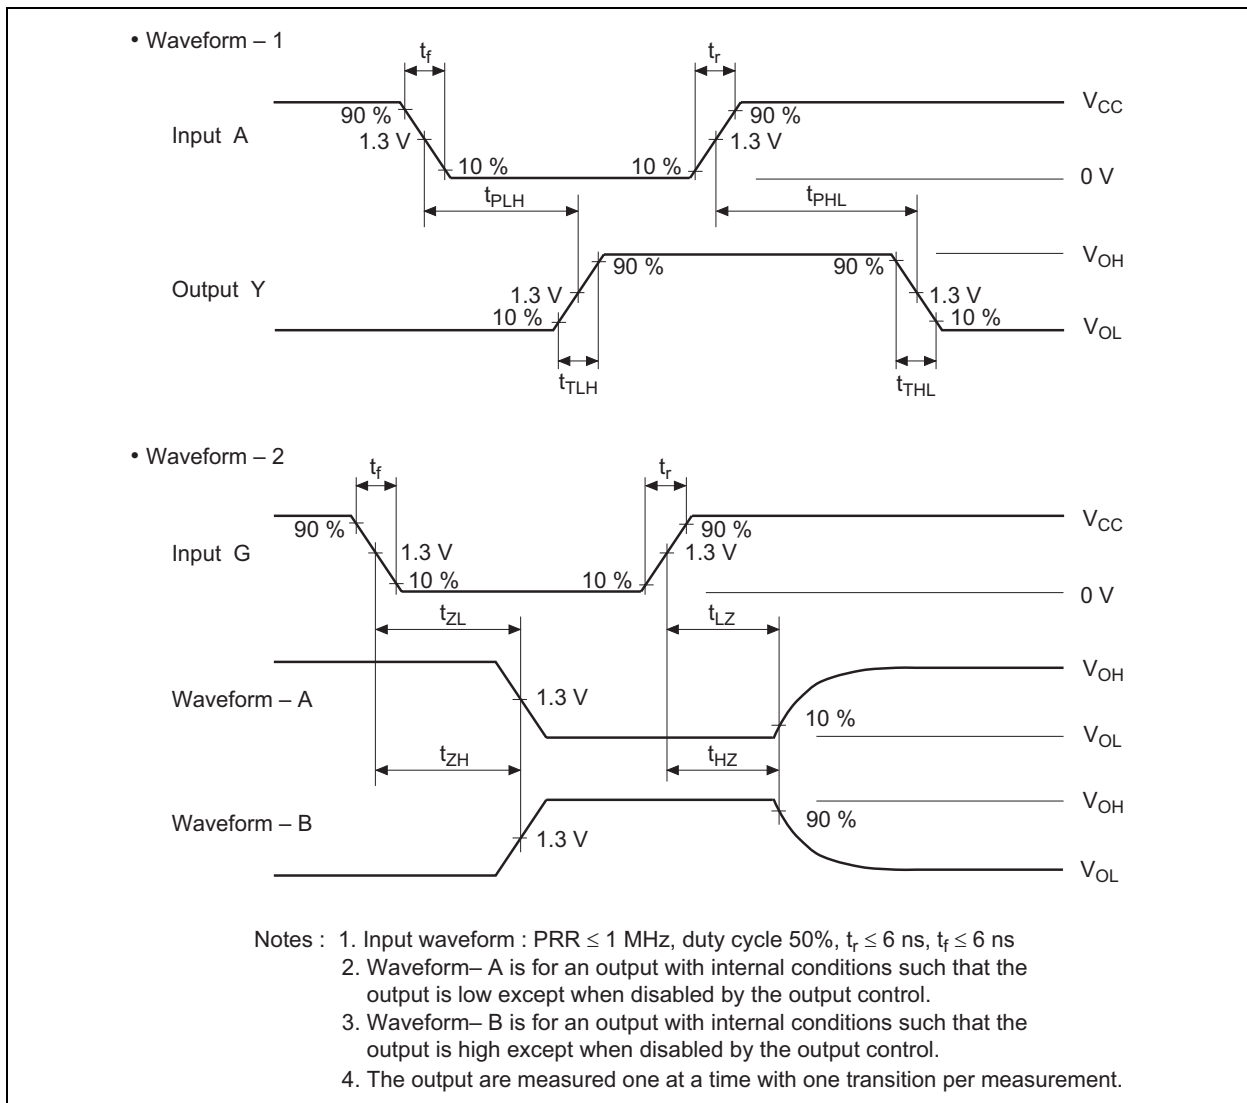 • Waveform – 1
tf
tr
90 %
90 %
VCC
Input A
1.3 V
1.3 V
10 %
10 %
0 V
tPLH
tPHL
90 %
90 %
VOH
Output Y
1.3 V
1.3 V
10 %
10 %
VOL
tTLH
tTHL
• Waveform – 2
tf
tr
90 %
90 %
VCC
Input G
1.3 V
1.3 V
10 %
10 %
0 V
tZL
tLZ
VOH
Waveform – A
1.3 V
10 %
VOL
tZH
tHZ
VOH
Waveform – B
1.3 V
90 %
VOL
Notes : 1. Input waveform : PRR ≤ 1 MHz, duty cycle 50%, tr ≤ 6 ns, tf ≤ 6 ns
2. Waveform– A is for an output with internal conditions such that the
output is low except when disabled by the output control.
3. Waveform– B is for an output with internal conditions such that the
output is high except when disabled by the output control.
4. The output are measured one at a time with one transition per measurement.